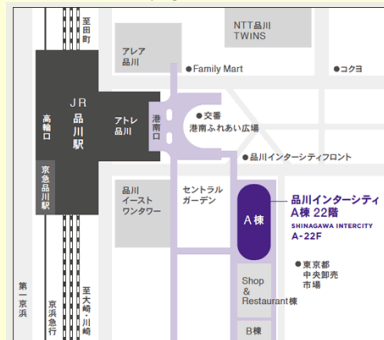 至田町
NTT品川
TWINS
アレア
品川
Family Mart
コクヨ
JR
品川駅
高輪口
アトレ
品川
港南口
交番
港南ふれあい広場
品川インターシティフロント
京急品川駅
品川
イースト
ワンタワー
セントラル
ガーデン
A棟
品川インターシティ
A棟 22階
SHINAGAWA INTERCITY
A-22F
東京都
中央卸売
市場
Shop
&
Restaurant棟
B棟
第一京浜
京浜急行
至大崎・川崎